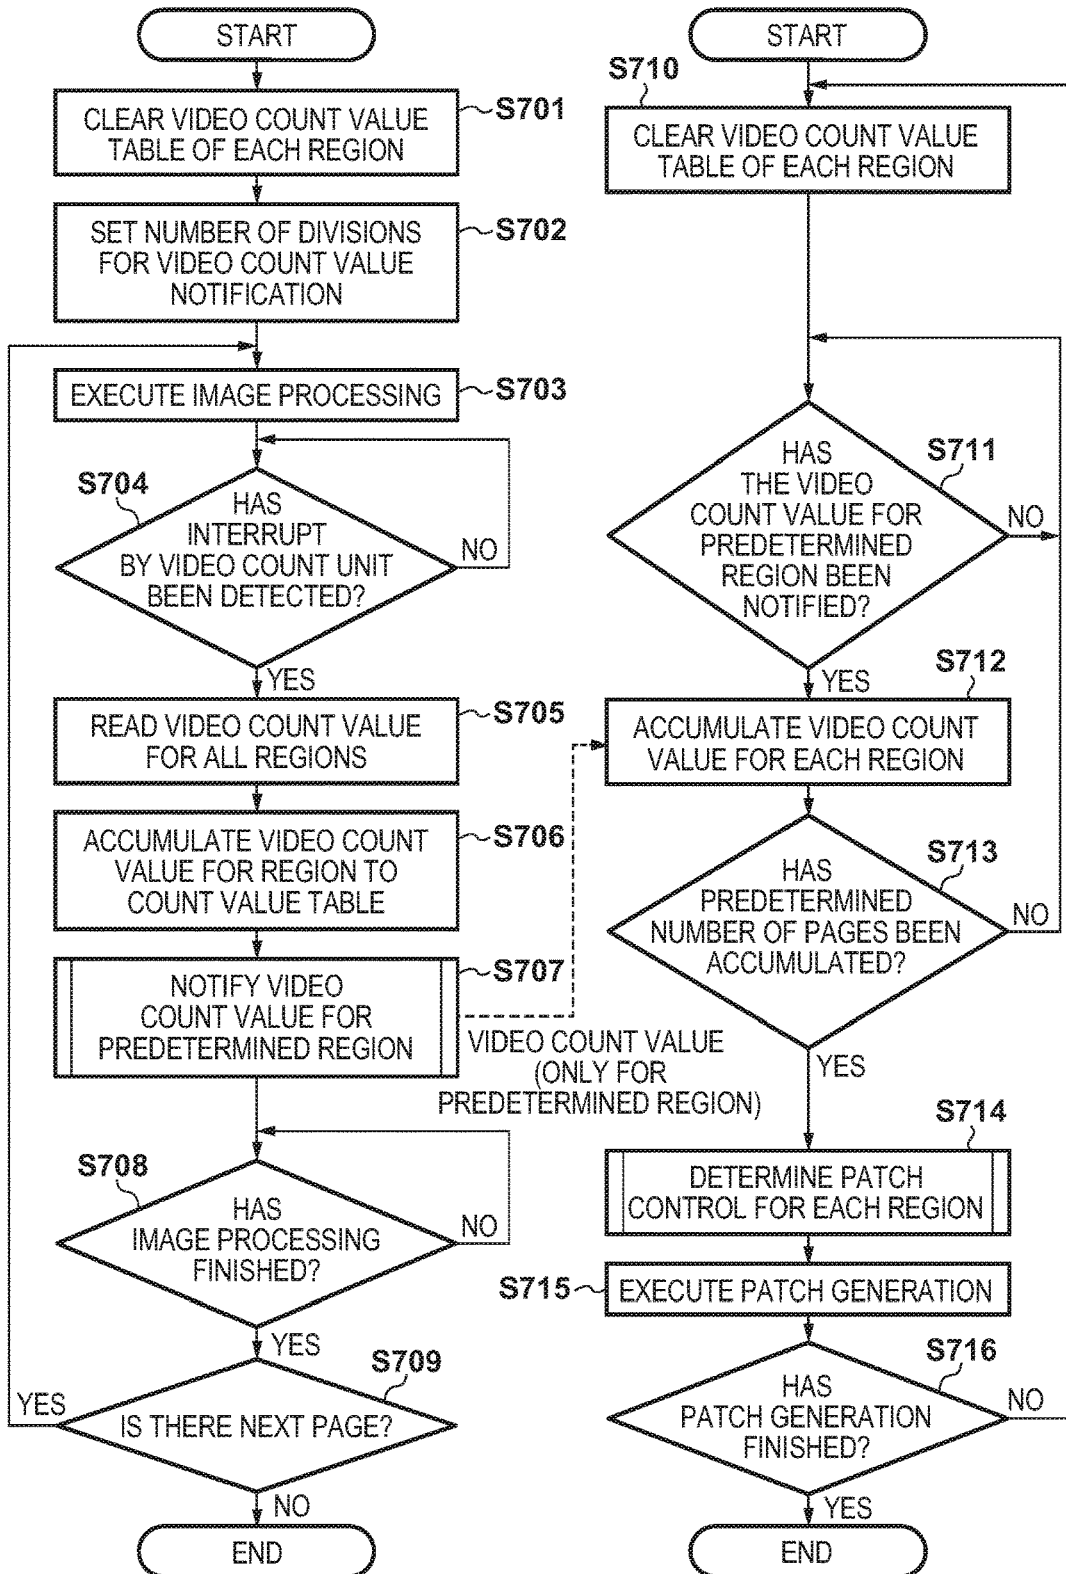 START
CLEAR VIDEO COUNT VALUE
TABLE OF EACH REGION
S701
SET NUMBER OF DIVISIONS
FOR VIDEO COUNT VALUE
NOTIFICATION
S702
EXECUTE IMAGE PROCESSING
S703
S704
HAS
INTERRUPT
BY VIDEO COUNT UNIT
BEEN DETECTED?
NO
YES
READ VIDEO COUNT VALUE
FOR ALL REGIONS
S705
ACCUMULATE VIDEO COUNT
VALUE FOR REGION TO
COUNT VALUE TABLE
S706
NOTIFY VIDEO
COUNT VALUE FOR
PREDETERMINED REGION
S707
VIDEO COUNT VALUE
(ONLY FOR
PREDETERMINED REGION)
S708
HAS
IMAGE PROCESSING
FINISHED?
NO
YES
S709
IS THERE NEXT PAGE?
YES
NO
END
START
S710
CLEAR VIDEO COUNT VALUE
TABLE OF EACH REGION
S711
HAS
THE VIDEO
COUNT VALUE FOR
PREDETERMINED
REGION BEEN
NOTIFIED?
NO
YES
S712
ACCUMULATE VIDEO COUNT
VALUE FOR EACH REGION
S713
HAS
PREDETERMINED
NUMBER OF PAGES BEEN
ACCUMULATED?
NO
YES
S714
DETERMINE PATCH
CONTROL FOR EACH REGION
S715
EXECUTE PATCH GENERATION
S716
HAS
PATCH GENERATION
FINISHED?
NO
YES
END